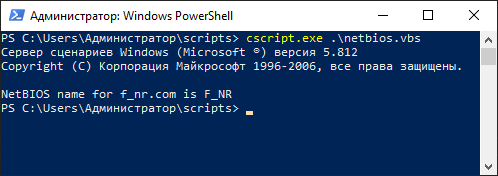 Администратор: Windows PowerShell
PS C:\Users\Администратор\scripts> cscript.exe .\netbios.vbs
Сервер сценариев Windows (Microsoft ®) версия 5.812
Copyright (C) Корпорация Майкрософт 1996-2006, все права защищены.
NetBIOS name for f_nr.com is F_NR
PS C:\Users\Администратор\scripts>